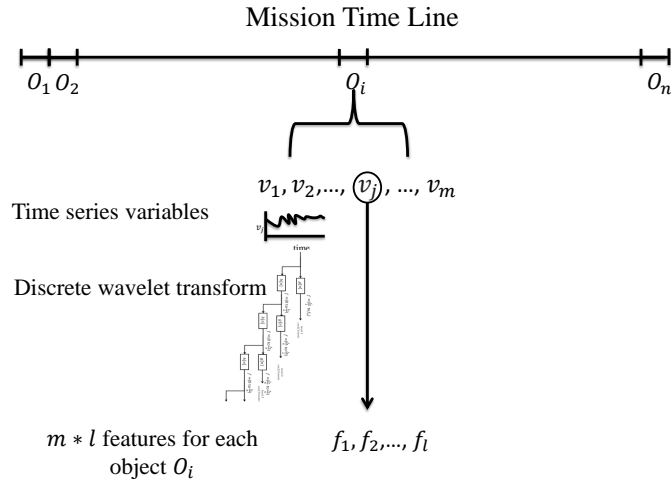 Mission Time Line
O₁ O₂ Oᵢ Oₙ
v₁, v₂,..., vⱼ, ..., vₘ
Time series variables
vⱼ
time
Discrete wavelet transform
m ∗ l features for each
object Oᵢ
f₁, f₂,..., fₗ